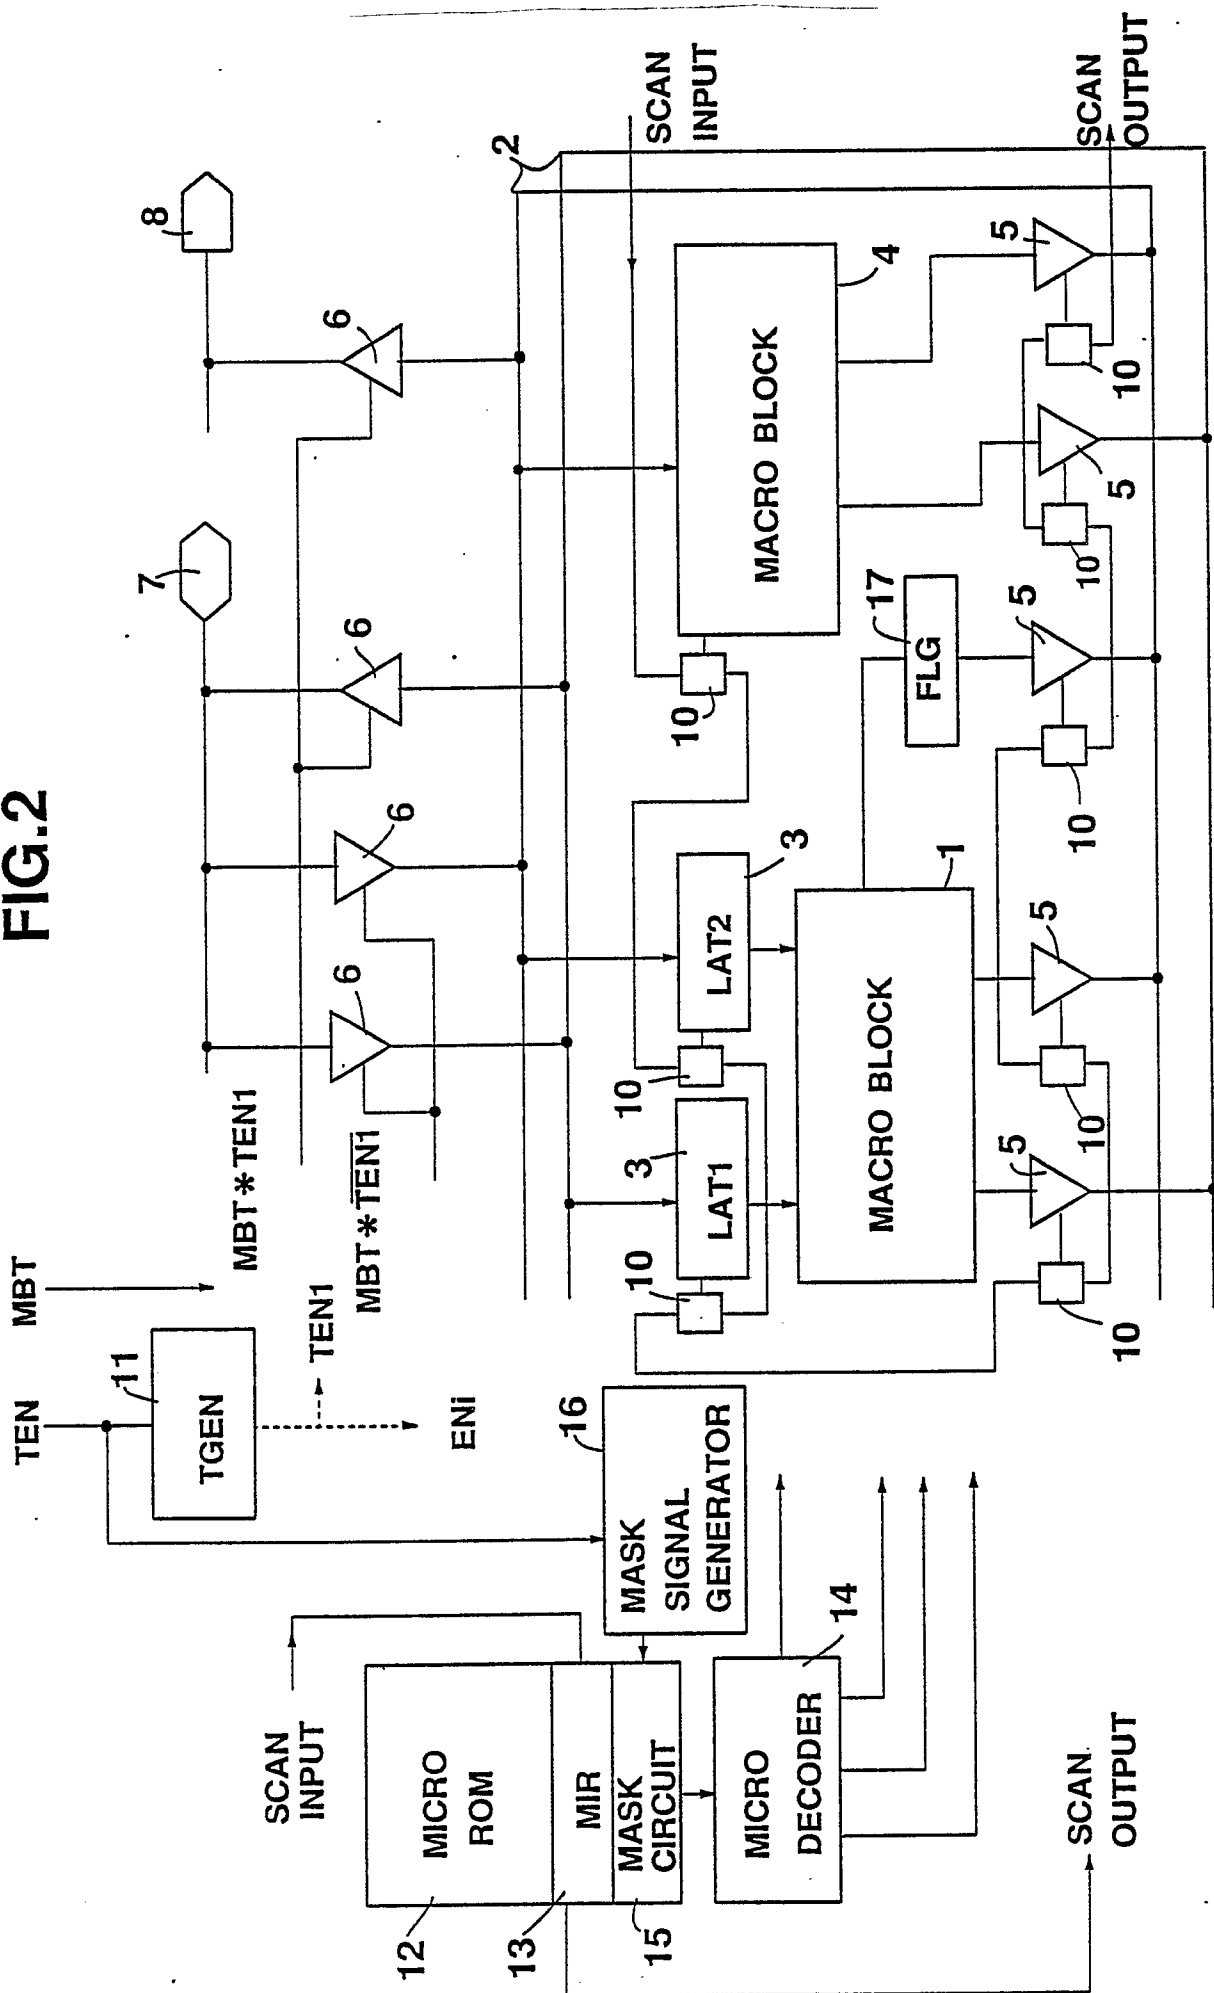 FIG.2
TEN
MBT
11
TGEN
TEN1
ENi
MBT*TEN1
MBT*TEN1
7
8
6
6
6
6
2
SCAN
INPUT
12
MICRO
ROM
13
MIR
15
MASK
CIRCUIT
16
MASK
SIGNAL
GENERATOR
MICRO
DECODER
14
SCAN
OUTPUT
10
3
LAT1
10
LAT2
3
10
MACRO BLOCK
4
SCAN
INPUT
MACRO BLOCK
1
17
FLG
5
5
5
5
5
10
10
10
10
10
SCAN
OUTPUT